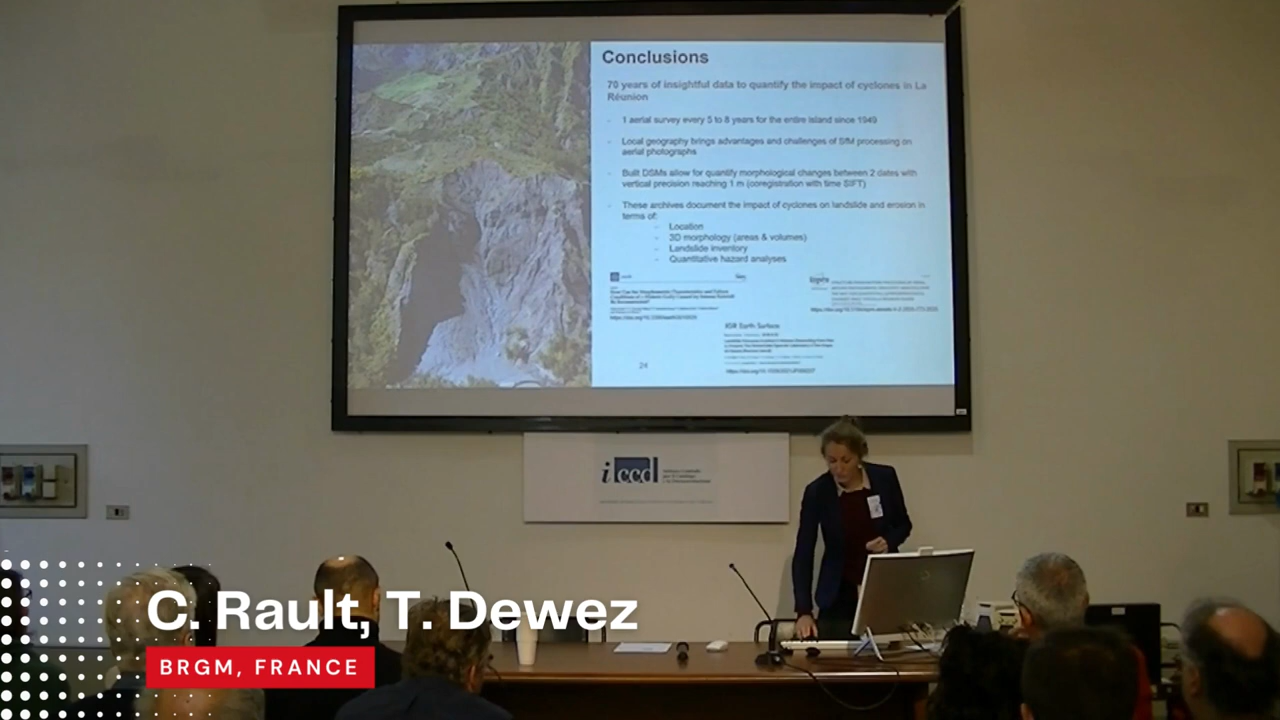 Conclusions
70 years of insightful data to quantify the impact of cyclones in La
Réunion
1 aerial survey every 5 to 8 years for the entire island since 1949
Local geography brings advantages and challenges of SfM processing on
aerial photographs
Built DSMs allow for quantify morphological changes between 2 dates with
vertical precision reaching 1 m (coregistration with time SIFT)
These archives document the impact of cyclones on landslide and erosion in
terms of:
- Location
- 3D morphology (areas & volumes)
- Landslide inventory
- Quantitative hazard analyses
JGR Earth Surface
24
iccd
C. Rault, T. Dewez
BRGM, FRANCE